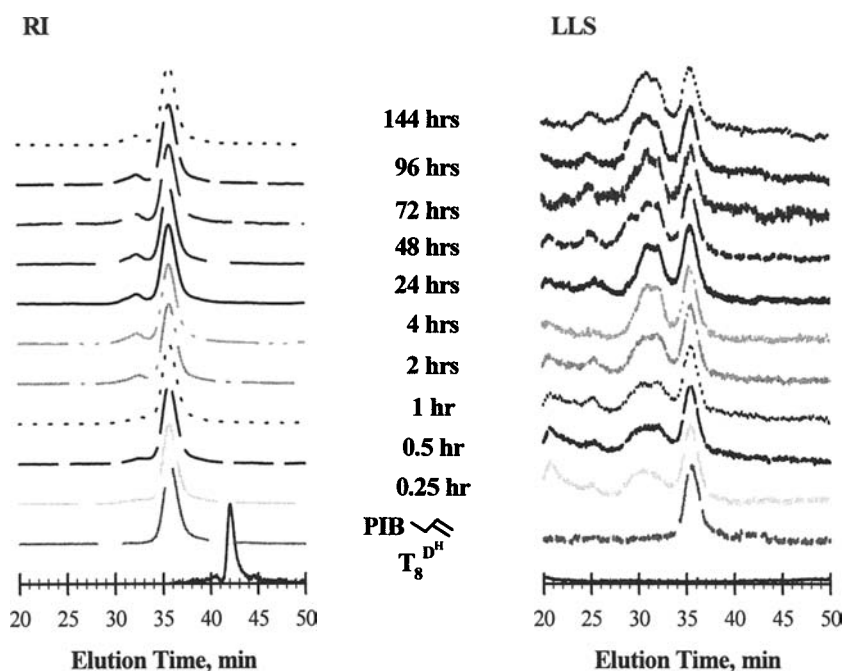 RI
LLS
144 hrs
96 hrs
72 hrs
48 hrs
24 hrs
4 hrs
2 hrs
1 hr
0.5 hr
0.25 hr
PIB
T₈ᴰᴴ
20 25 30 35 40 45 50
20 25 30 35 40 45 50
Elution Time, min
Elution Time, min